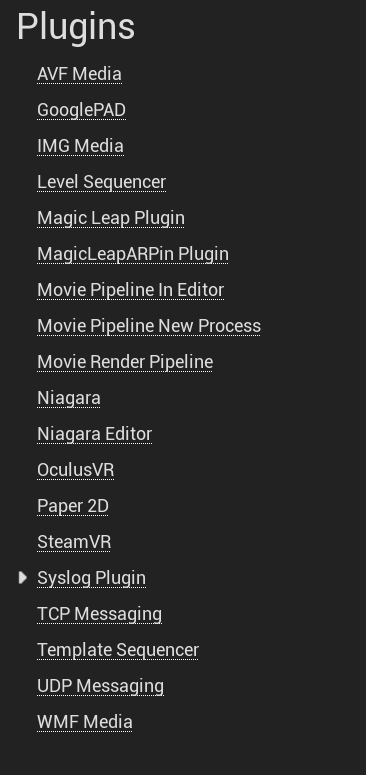 Plugins
AVF Media
GooglePAD
IMG Media
Level Sequencer
Magic Leap Plugin
MagicLeapARPin Plugin
Movie Pipeline In Editor
Movie Pipeline New Process
Movie Render Pipeline
Niagara
Niagara Editor
OculusVR
Paper 2D
SteamVR
Syslog Plugin
TCP Messaging
Template Sequencer
UDP Messaging
WMF Media